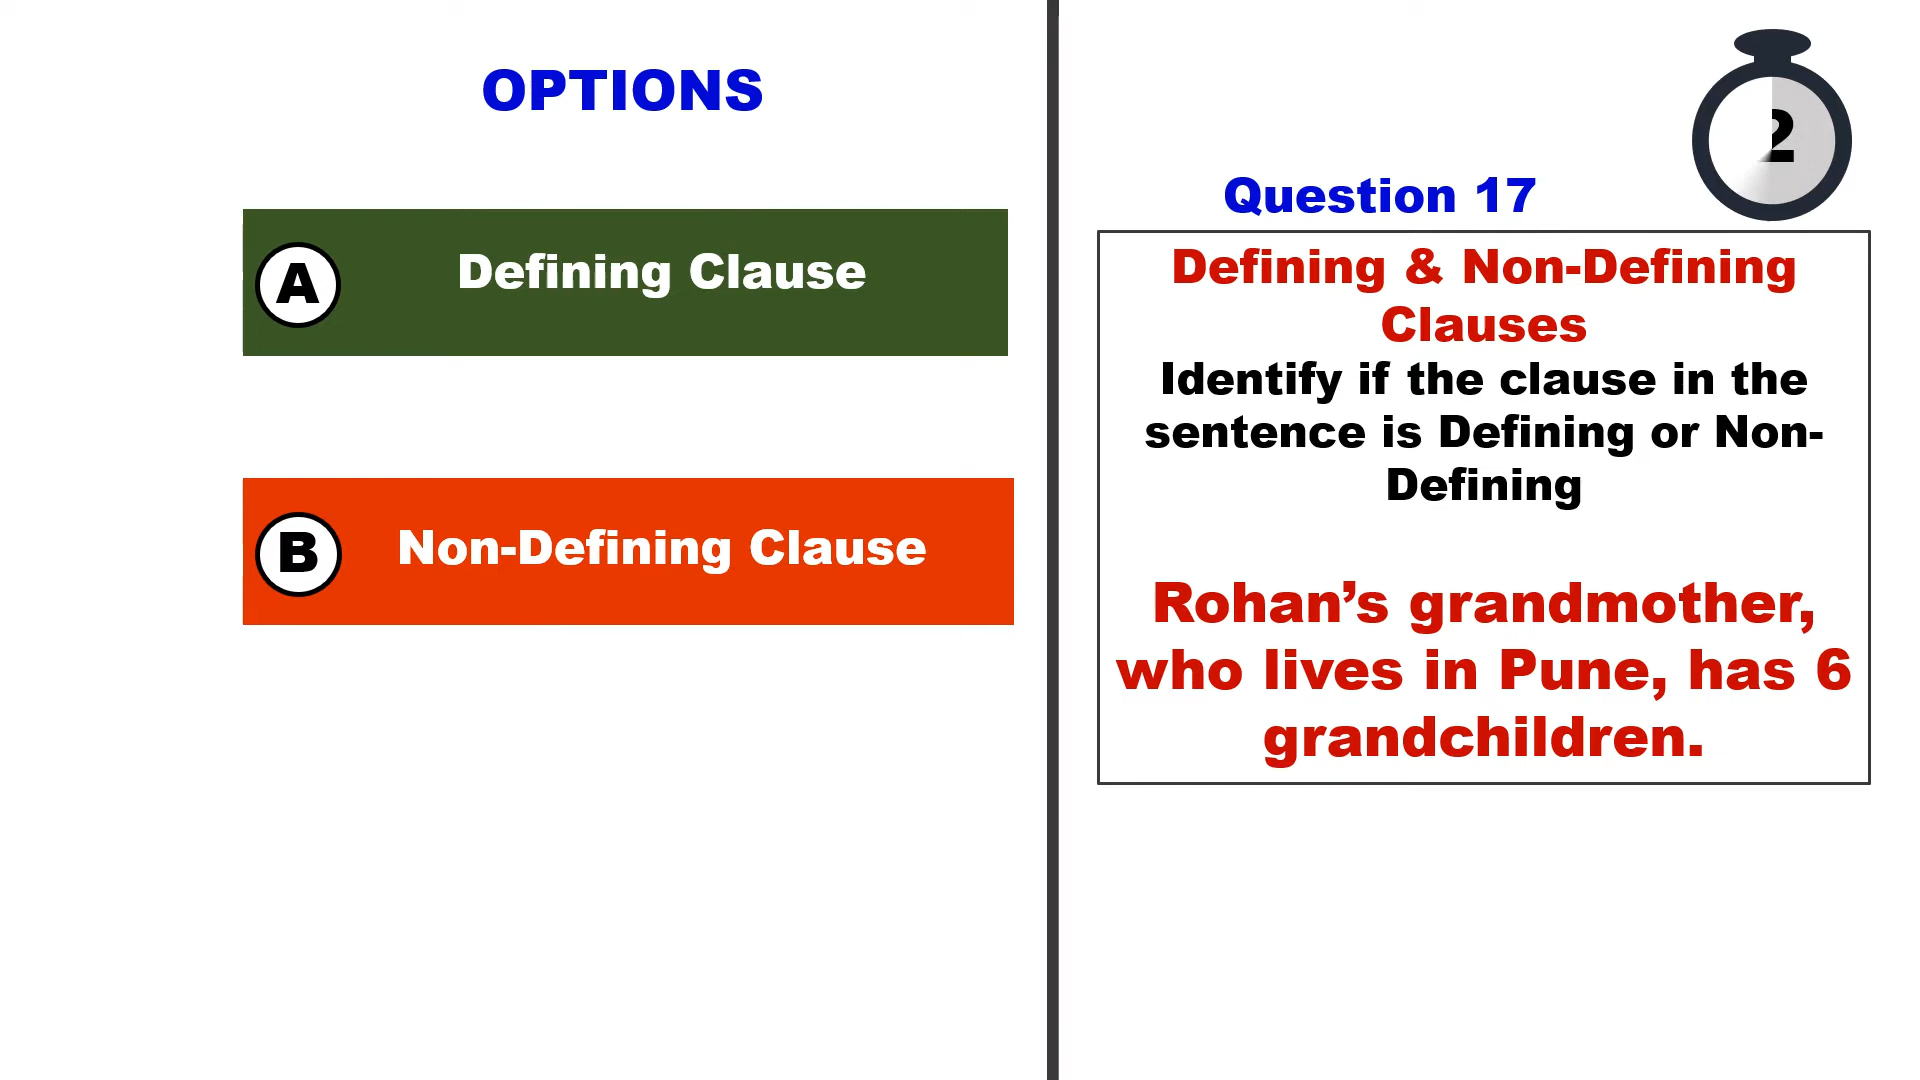 OPTIONS
A Defining Clause
B Non-Defining Clause
2
Question 17
Defining & Non-Defining
Clauses
Identify if the clause in the
sentence is Defining or Non-
Defining
Rohan’s grandmother,
who lives in Pune, has 6
grandchildren.